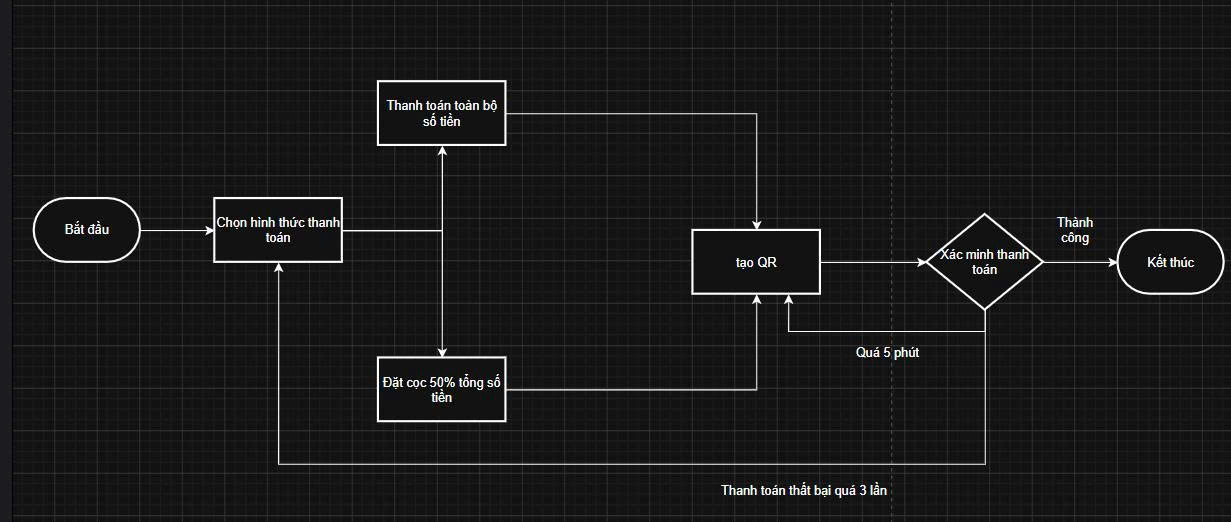 Thanh toán toàn bộ
số tiền
Bắt đầu
Chọn hình thức thanh
toán
tạo QR
Xác minh thanh
toán
Thành
công
Kết thúc
Quá 5 phút
Đặt cọc 50% tổng số
tiền
Thanh toán thất bại quá 3 lần